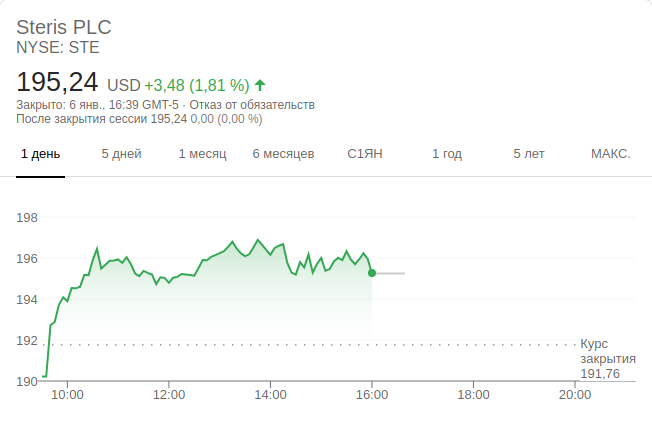 Steris PLC
NYSE: STE
195,24 USD +3,48 (1,81 %)
Закрыто: 6 янв., 16:39 GMT-5 · Отказ от обязательств
После закрытия сессии 195,24 0,00 (0,00 %)
1 день 5 дней 1 месяц 6 месяцев С1ЯН 1 год 5 лет МАКС.
198
196
194
192
Курс
закрытия
191,76
190
10:00 12:00 14:00 16:00 18:00 20:00